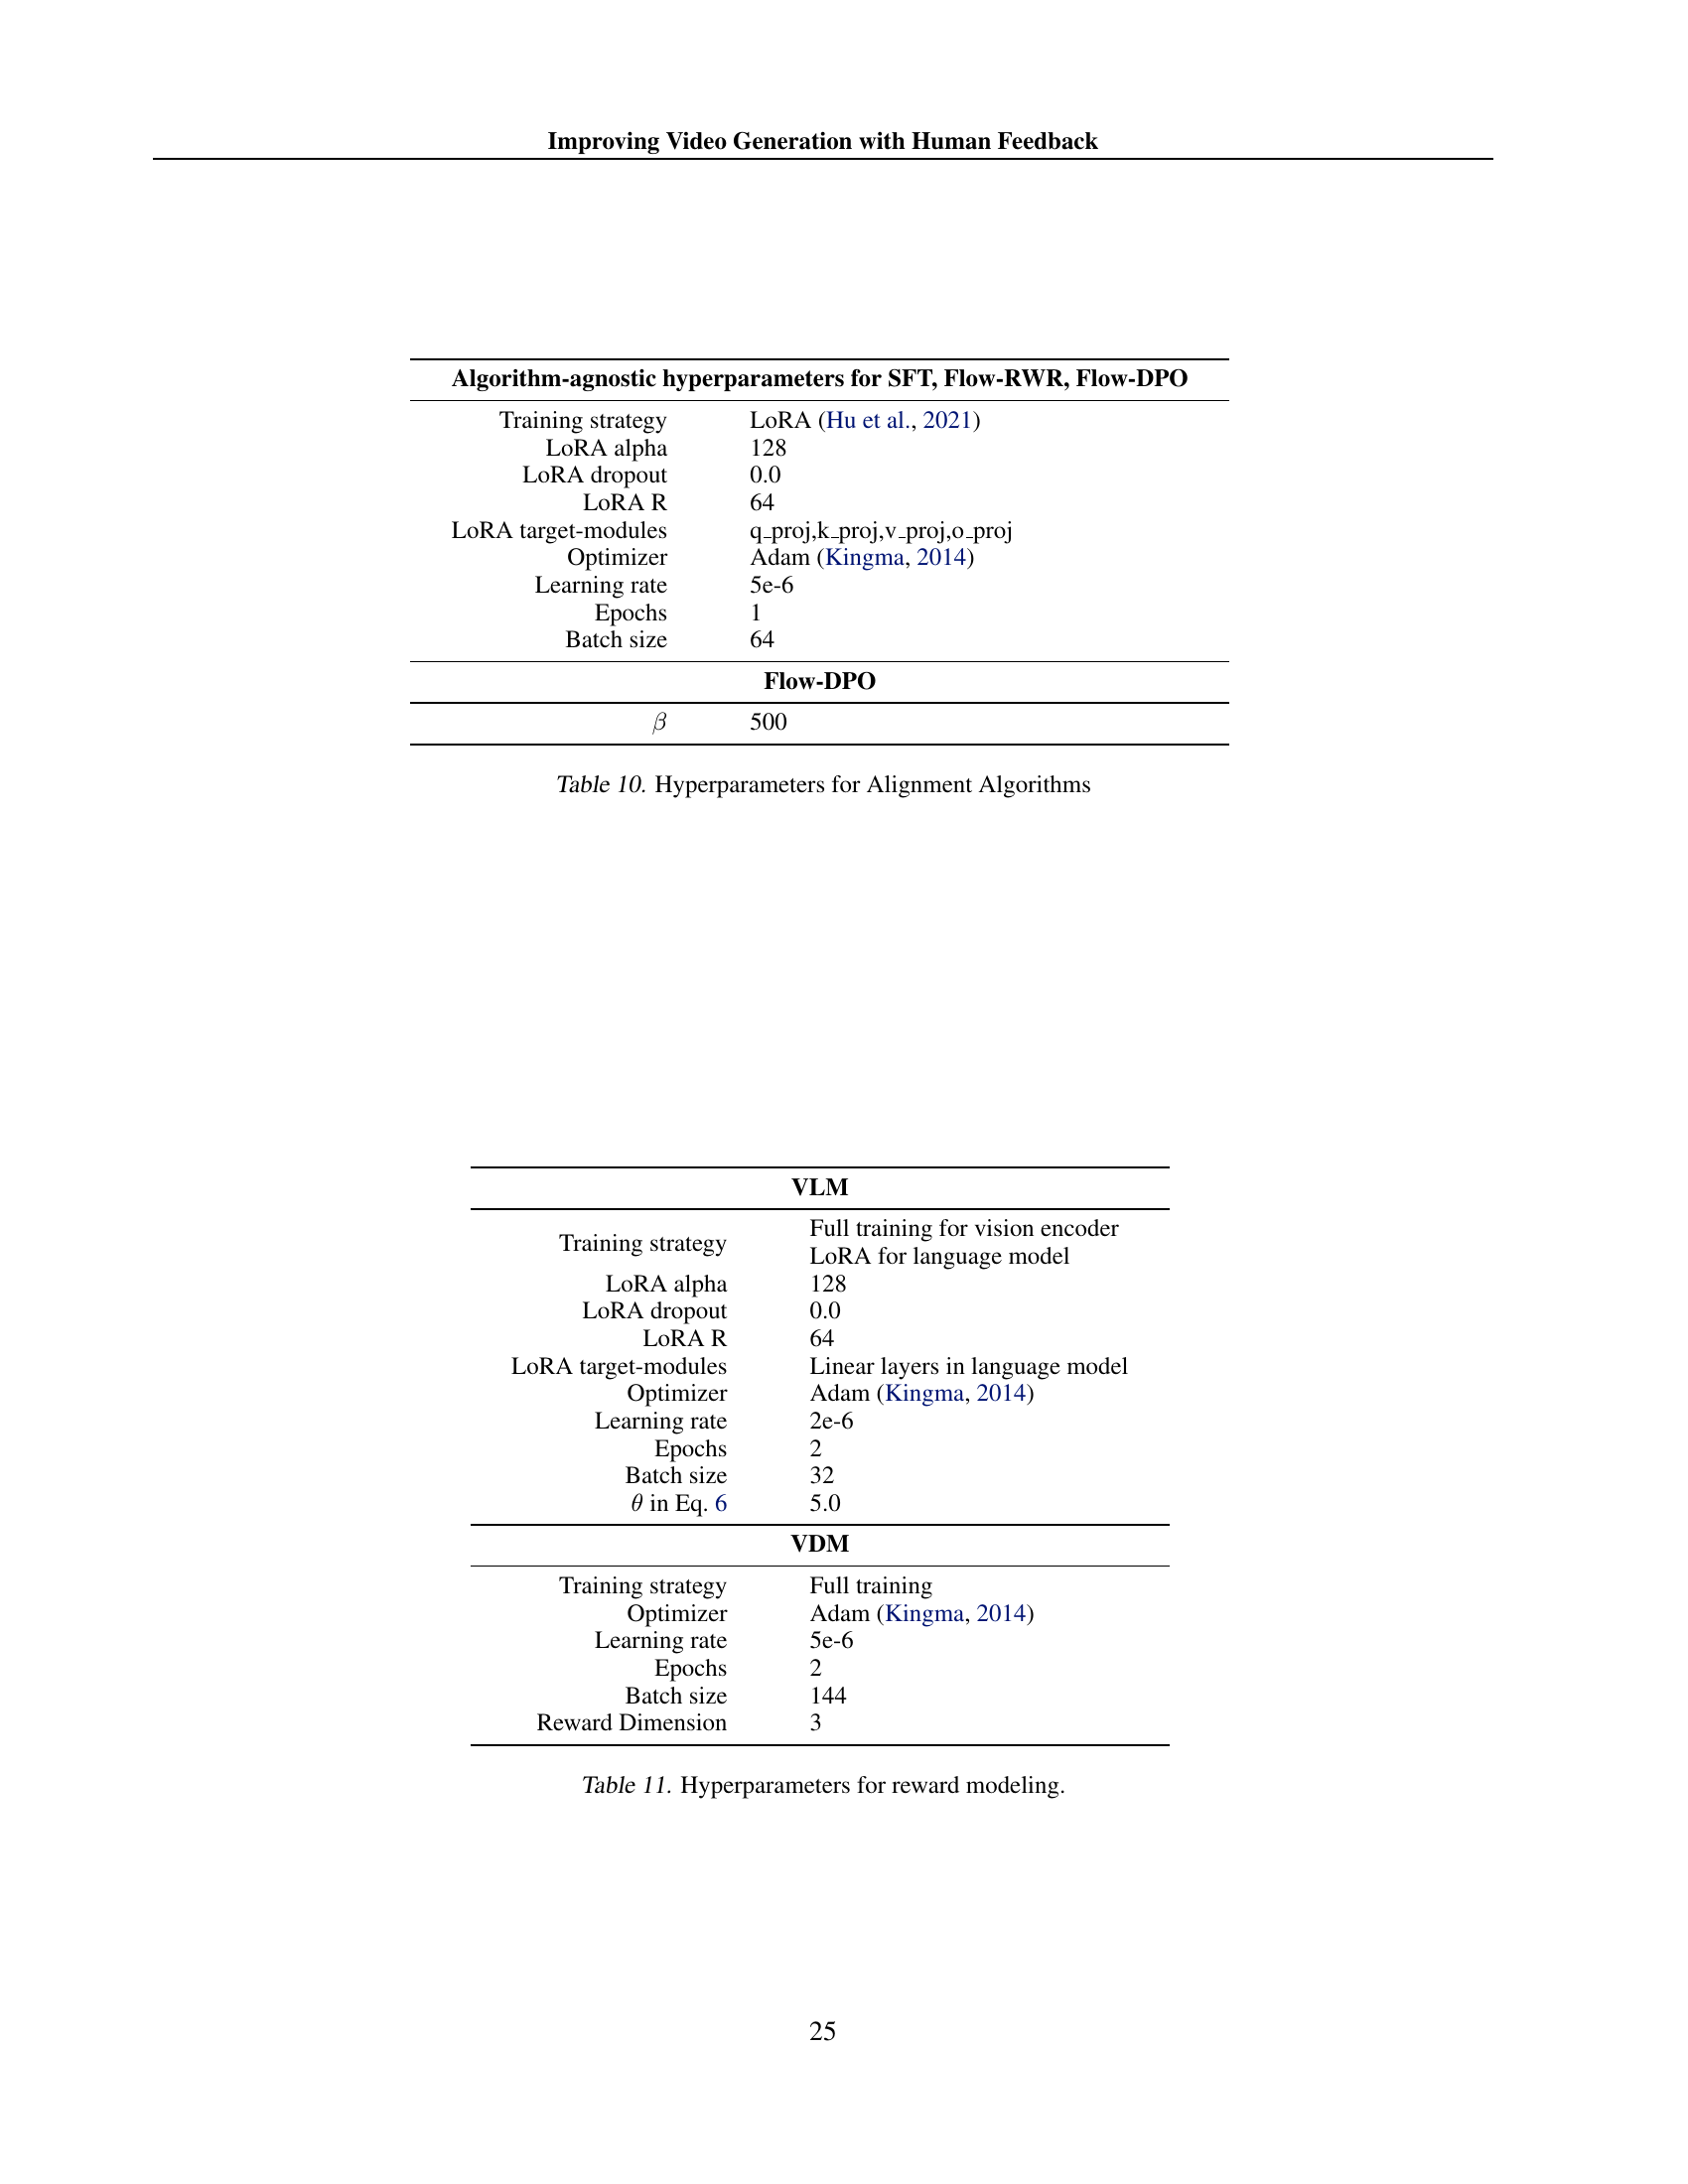 Improving Video Generation with Human Feedback
Algorithm-agnostic hyperparameters for SFT, Flow-RWR, Flow-DPO
Training strategy LoRA (Hu et al., 2021)
LoRA alpha 128
LoRA dropout 0.0
LoRA R 64
LoRA target-modules q_proj,k_proj,v_proj,o_proj
Optimizer Adam (Kingma, 2014)
Learning rate 5e-6
Epochs 1
Batch size 64
Flow-DPO
β 500
Table 10. Hyperparameters for Alignment Algorithms
VLM
Training strategy Full training for vision encoder
LoRA for language model
LoRA alpha 128
LoRA dropout 0.0
LoRA R 64
LoRA target-modules Linear layers in language model
Optimizer Adam (Kingma, 2014)
Learning rate 2e-6
Epochs 2
Batch size 32
θ in Eq. 6 5.0
VDM
Training strategy Full training
Optimizer Adam (Kingma, 2014)
Learning rate 5e-6
Epochs 2
Batch size 144
Reward Dimension 3
Table 11. Hyperparameters for reward modeling.
25